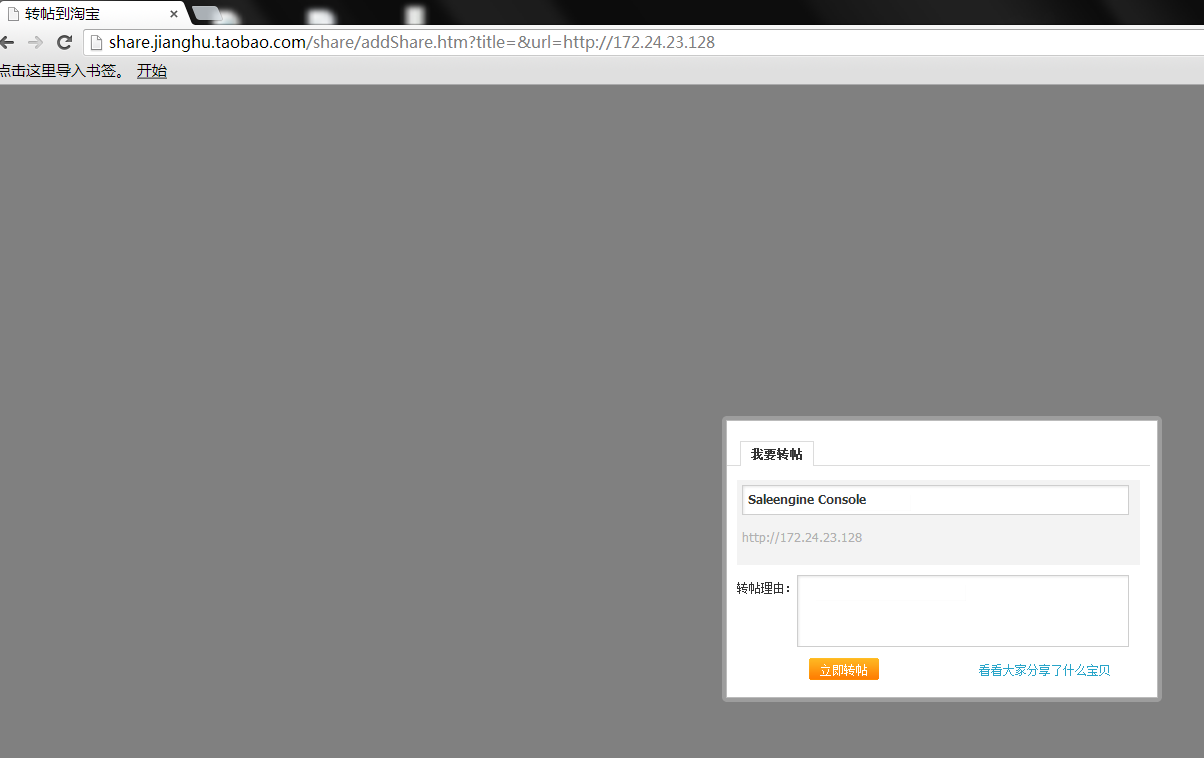 转帖到淘宝
share.jianghu.taobao.com/share/addShare.htm?title=&url=http://172.24.23.128
点击这里导入书签。 开始
我要转帖
Saleengine Console
http://172.24.23.128
转帖理由：
立即转帖 看看大家分享了什么宝贝